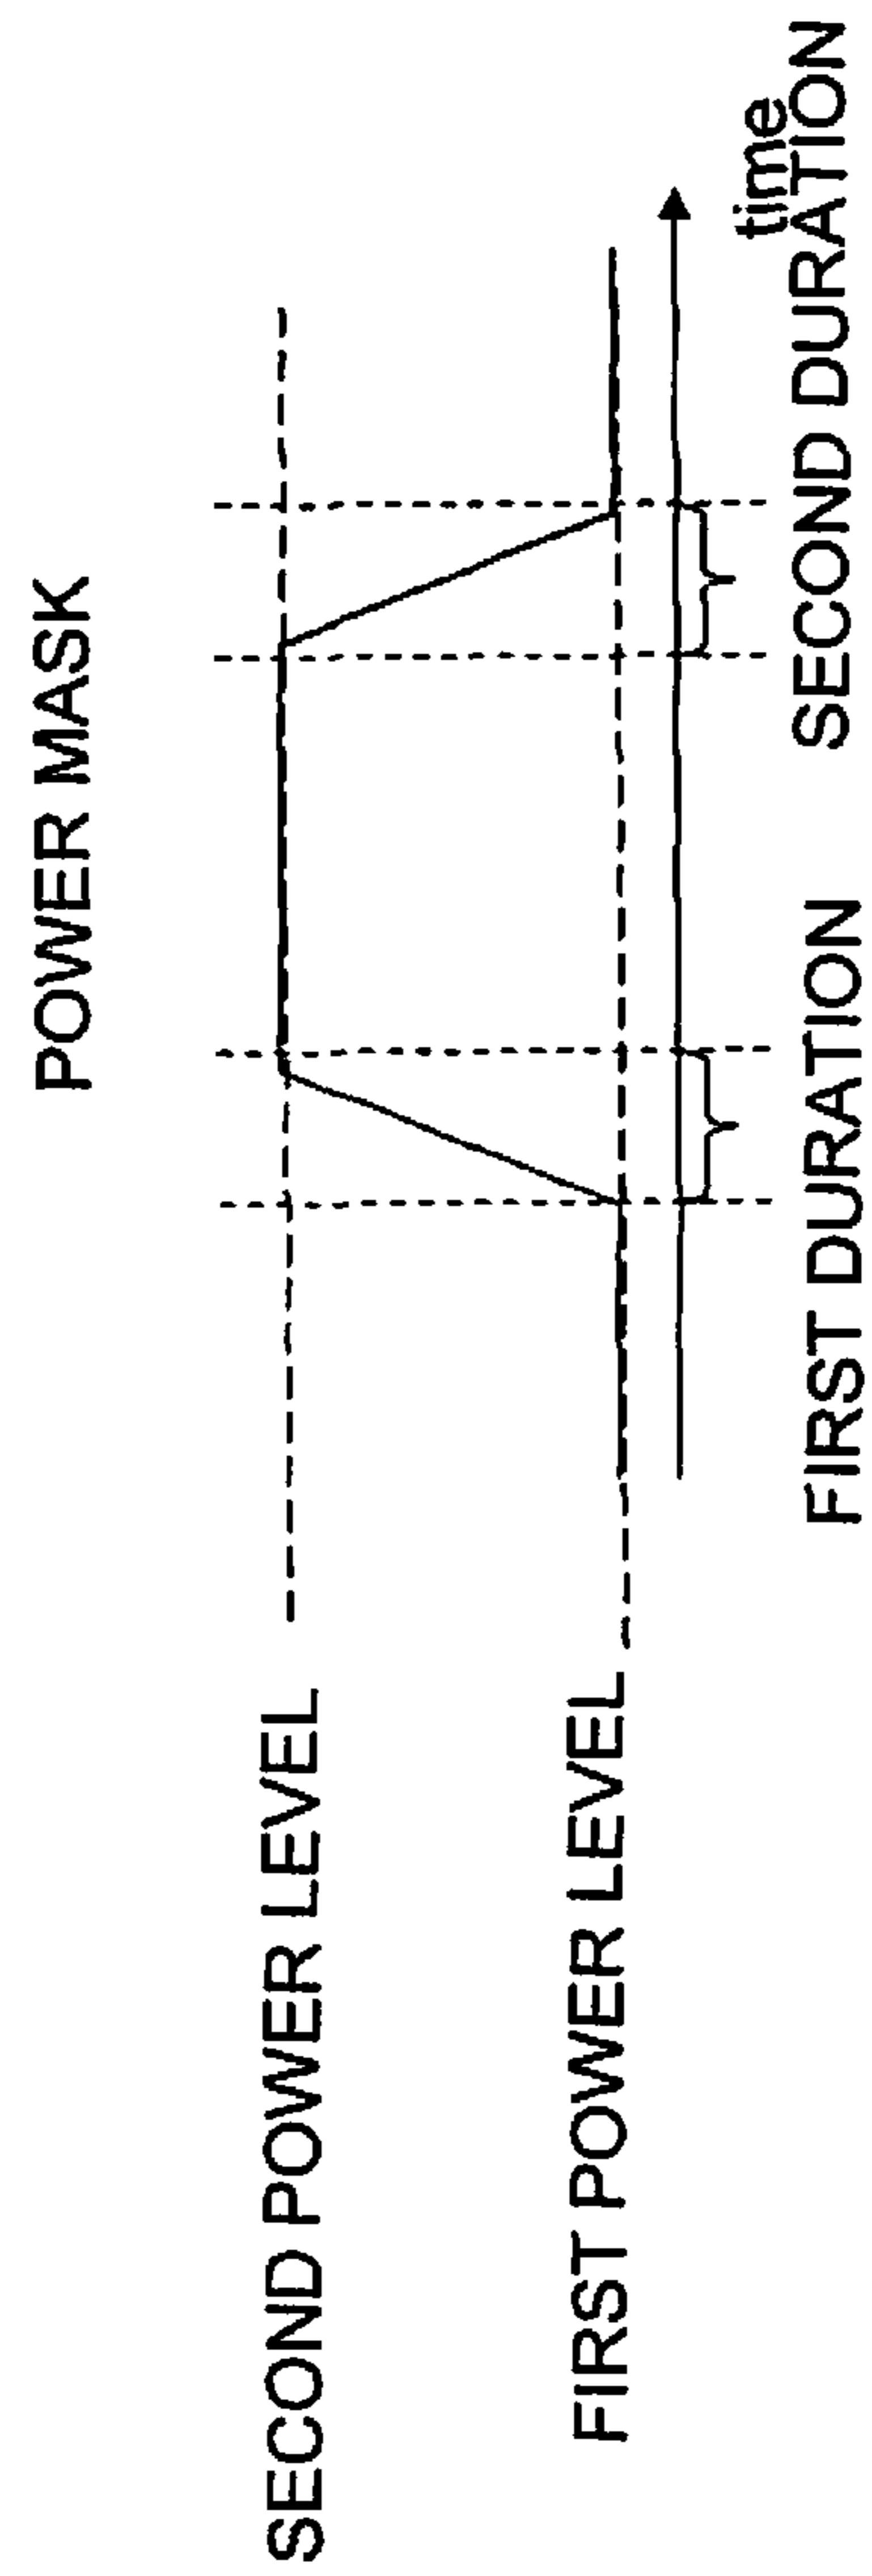 POWER MASK
SECOND POWER LEVEL
FIRST POWER LEVEL
time
FIRST DURATION
SECOND DURATION